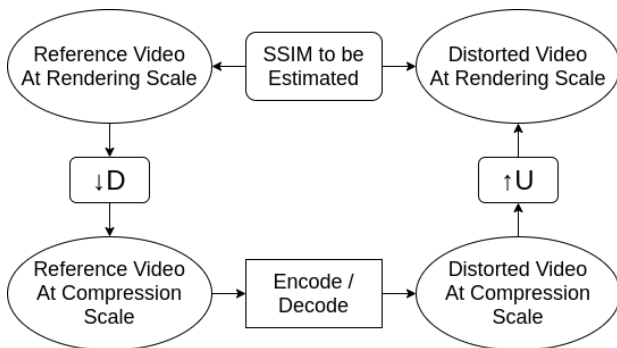 Reference Video
At Rendering Scale
SSIM to be
Estimated
Distorted Video
At Rendering Scale
↓D
↑U
Reference Video
At Compression
Scale
Encode /
Decode
Distorted Video
At Compression
Scale